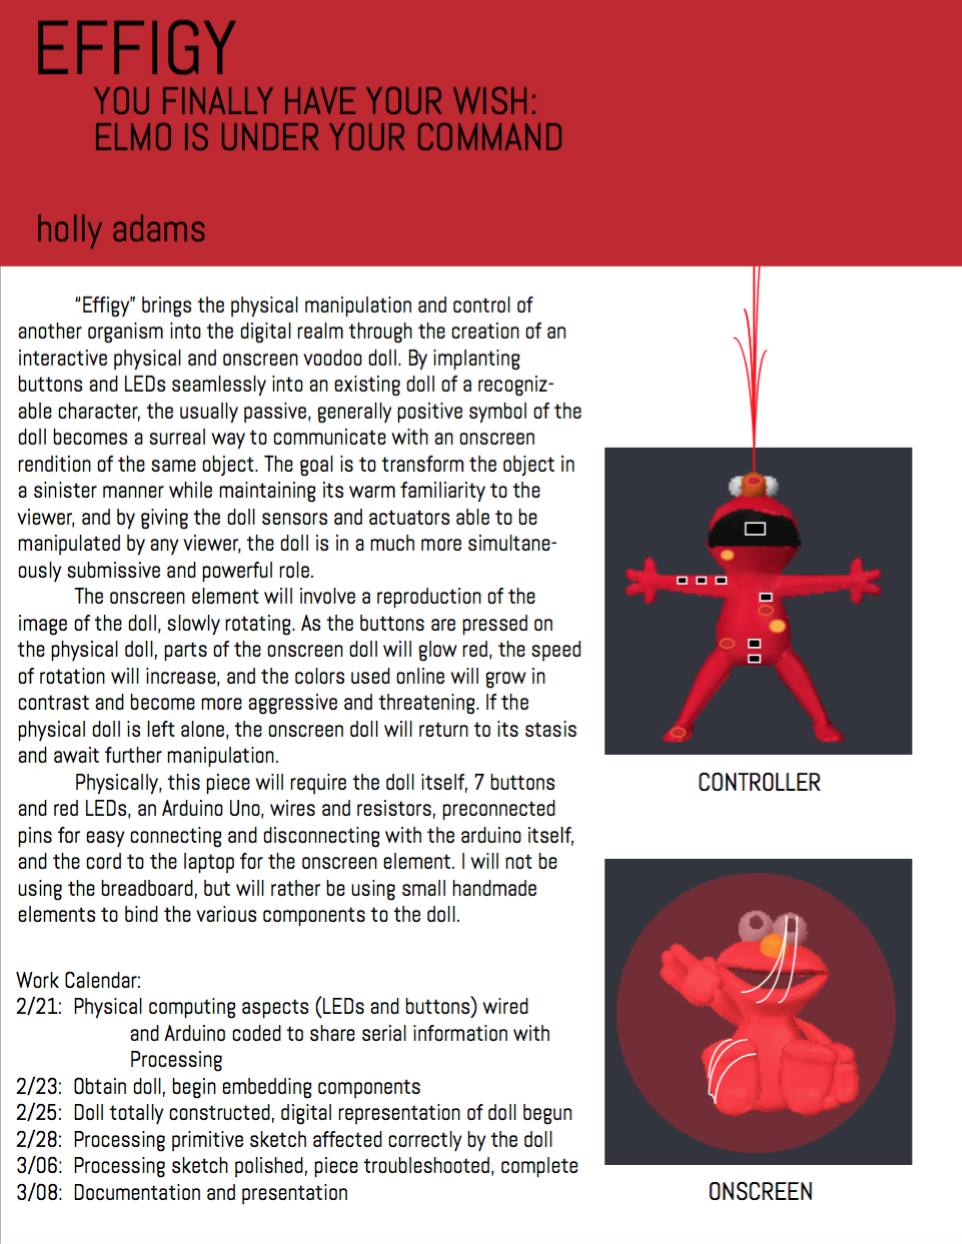 EFFIGY
YOU FINALLY HAVE YOUR WISH:
ELMO IS UNDER YOUR COMMAND
holly adams
“Effigy” brings the physical manipulation and control of
another organism into the digital realm through the creation of an
interactive physical and onscreen voodoo doll. By implanting
buttons and LEDs seamlessly into an existing doll of a recogniz-
able character, the usually passive, generally positive symbol of the
doll becomes a surreal way to communicate with an onscreen
rendition of the same object. The goal is to transform the object in
a sinister manner while maintaining its warm familiarity to the
viewer, and by giving the doll sensors and actuators able to be
manipulated by any viewer, the doll is in a much more simultane-
ously submissive and powerful role.
The onscreen element will involve a reproduction of the
image of the doll, slowly rotating. As the buttons are pressed on
the physical doll, parts of the onscreen doll will glow red, the speed
of rotation will increase, and the colors used online will grow in
contrast and become more aggressive and threatening. If the
physical doll is left alone, the onscreen doll will return to its stasis
and await further manipulation.
Physically, this piece will require the doll itself, 7 buttons
and red LEDs, an Arduino Uno, wires and resistors, preconnected
pins for easy connecting and disconnecting with the arduino itself,
and the cord to the laptop for the onscreen element. I will not be
using the breadboard, but will rather be using small handmade
elements to bind the various components to the doll.
Work Calendar:
2/21: Physical computing aspects (LEDs and buttons) wired
and Arduino coded to share serial information with
Processing
2/23: Obtain doll, begin embedding components
2/25: Doll totally constructed, digital representation of doll begun
2/28: Processing primitive sketch affected correctly by the doll
3/06: Processing sketch polished, piece troubleshooted, complete
3/08: Documentation and presentation
CONTROLLER
ONSCREEN